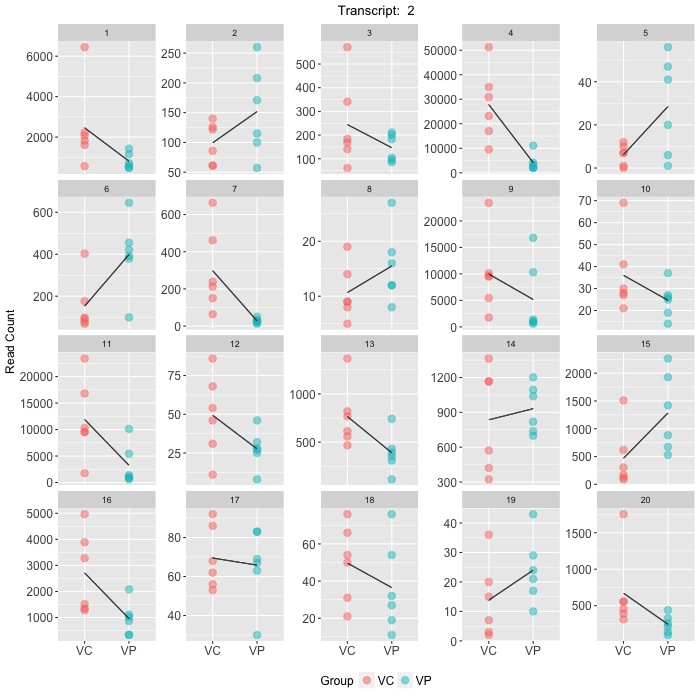 Transcript: 2
1 2 3 4 5
6000 4000 2000
250 200 150 100 50
500 400 300 200 100
50000 40000 30000 20000 10000 0
40 20 0
6 7 8 9 10
600 400 200
600 400 200 0
20 10
20000 15000 10000 5000 0
70 60 50 40 30 20
Read Count
11 12 13 14 15
20000 15000 10000 5000 0
75 50 25
1000 500
1200 900 600 300
2000 1500 1000 500 0
16 17 18 19 20
5000 4000 3000 2000 1000
80 60 40
60 40 20
40 30 20 10 0
1500 1000 500
VC VP VC VP VC VP VC VP VC VP
Group VC VP